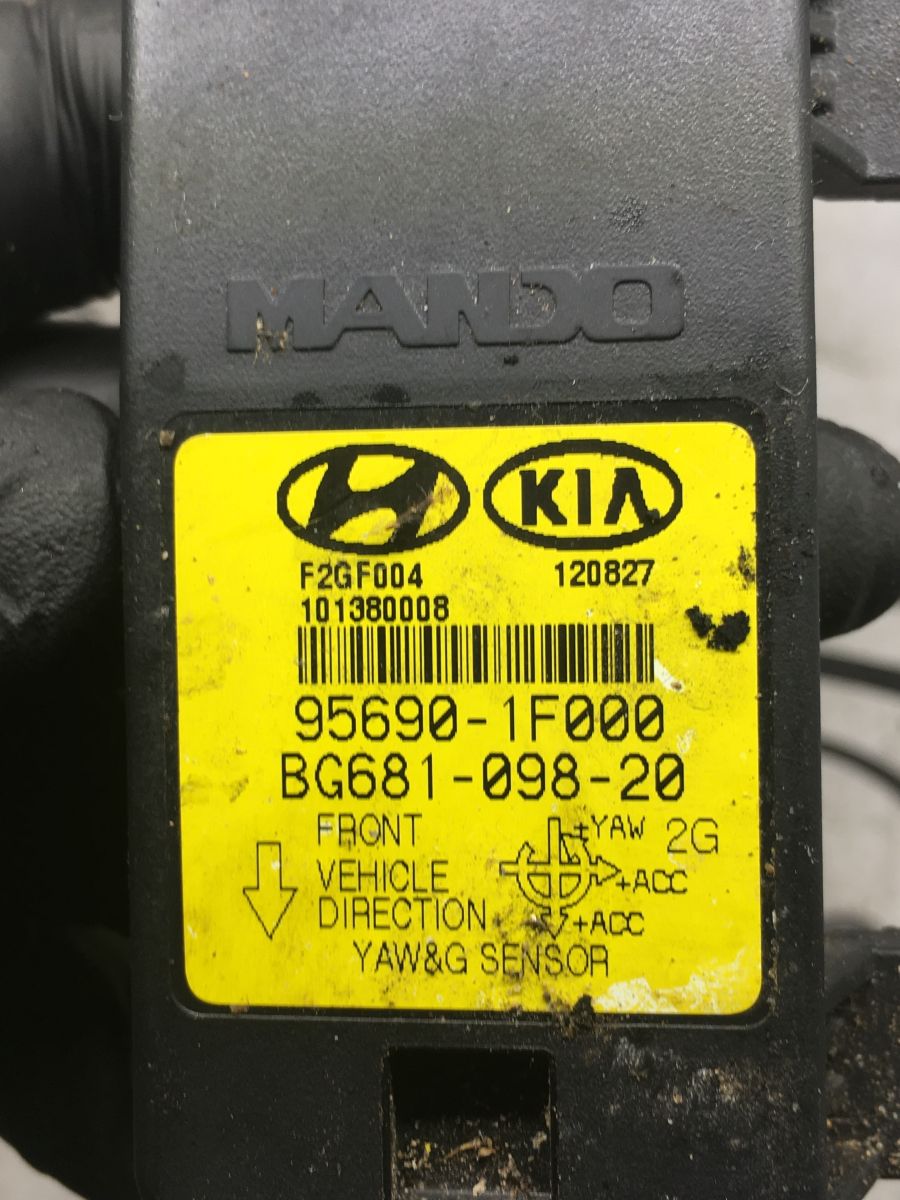 MANDO
KIA
F2GF004 120827
101380008
95690-1F000
BG681-098-20
FRONT
VEHICLE
DIRECTION
±YAW 2G
+ACC
+ACC
YAW&G SENSOR